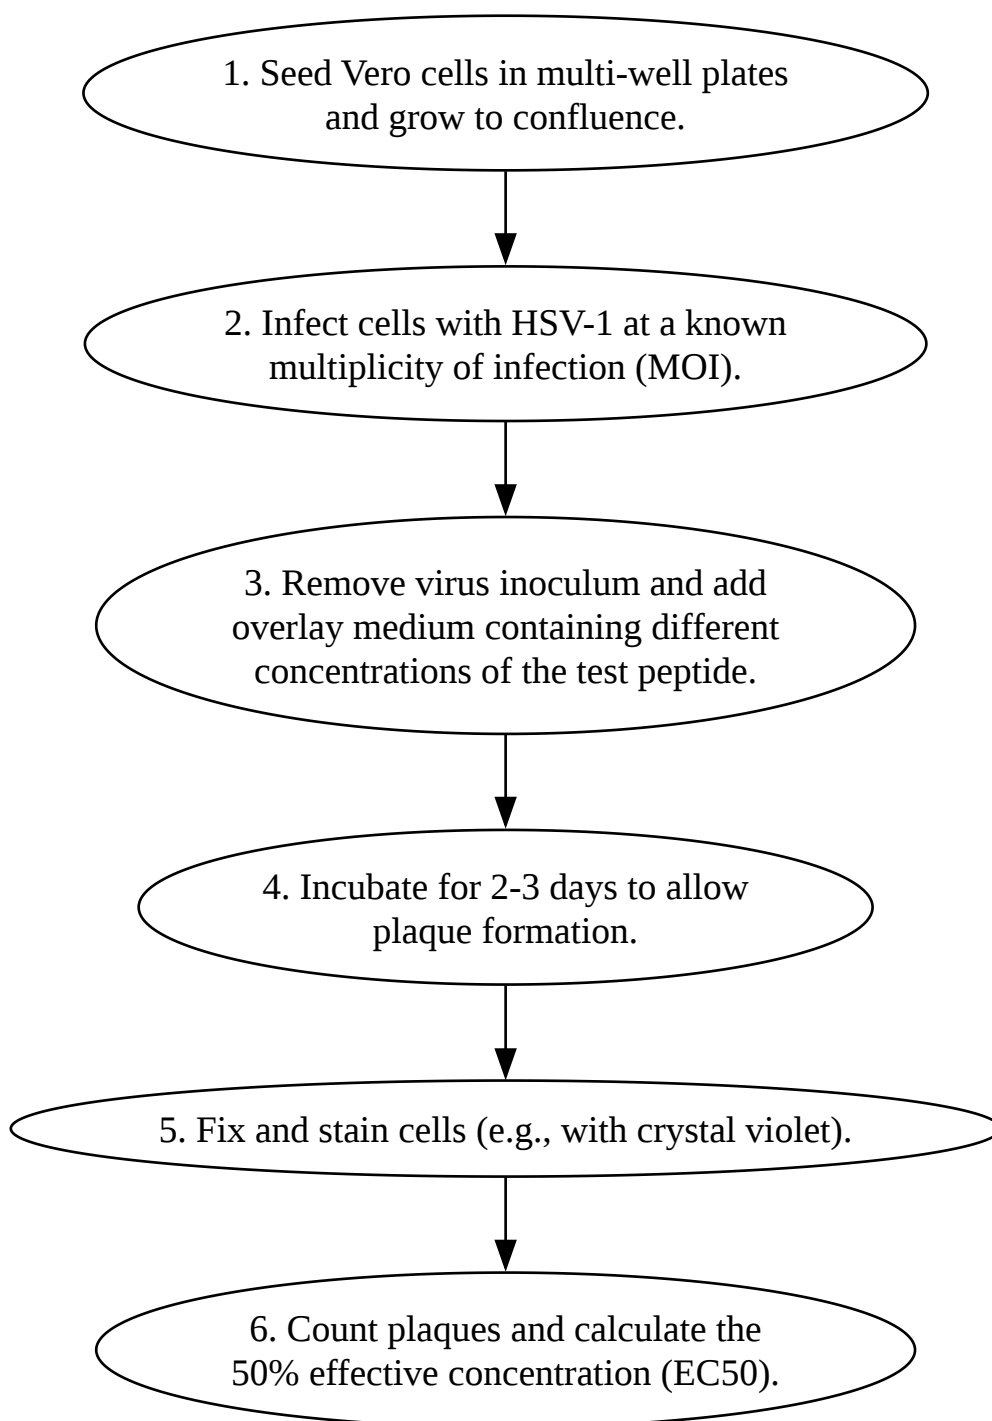 1. Seed Vero cells in multi-well plates
and grow to confluence.
2. Infect cells with HSV-1 at a known
multiplicity of infection (MOI).
3. Remove virus inoculum and add
overlay medium containing different
concentrations of the test peptide.
4. Incubate for 2-3 days to allow
plaque formation.
5. Fix and stain cells (e.g., with crystal violet).
6. Count plaques and calculate the
50% effective concentration (EC50).